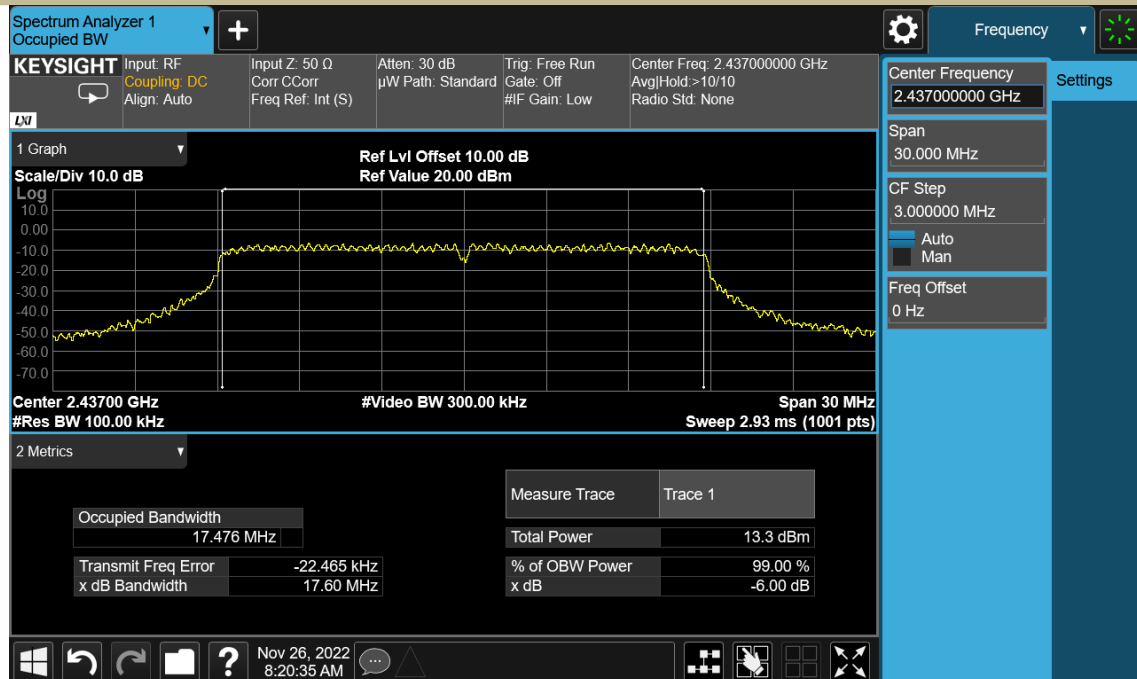 Spectrum Analyzer 1
Occupied BW
+
Frequency
KEYSIGHT
LXI
Input: RF
Coupling: DC
Align: Auto
Input Z: 50 Ω
Corr CCorr
Freq Ref: Int (S)
Atten: 30 dB
µW Path: Standard
Trig: Free Run
Gate: Off
#IF Gain: Low
Center Freq: 2.437000000 GHz
Avg|Hold:>10/10
Radio Std: None
Center Frequency
2.437000000 GHz
Settings
Span
30.000 MHz
CF Step
3.000000 MHz
Auto
Man
Freq Offset
0 Hz
1 Graph
Scale/Div 10.0 dB
Ref Lvl Offset 10.00 dB
Ref Value 20.00 dBm
Log
10.0
0.00
-10.0
-20.0
-30.0
-40.0
-50.0
-60.0
-70.0
Center 2.43700 GHz
#Video BW 300.00 kHz
Span 30 MHz
#Res BW 100.00 kHz
Sweep 2.93 ms (1001 pts)
2 Metrics
Measure Trace Trace 1
Occupied Bandwidth
17.476 MHz
Total Power 13.3 dBm
Transmit Freq Error -22.465 kHz
% of OBW Power 99.00 %
x dB Bandwidth 17.60 MHz
x dB -6.00 dB
?
Nov 26, 2022
8:20:35 AM